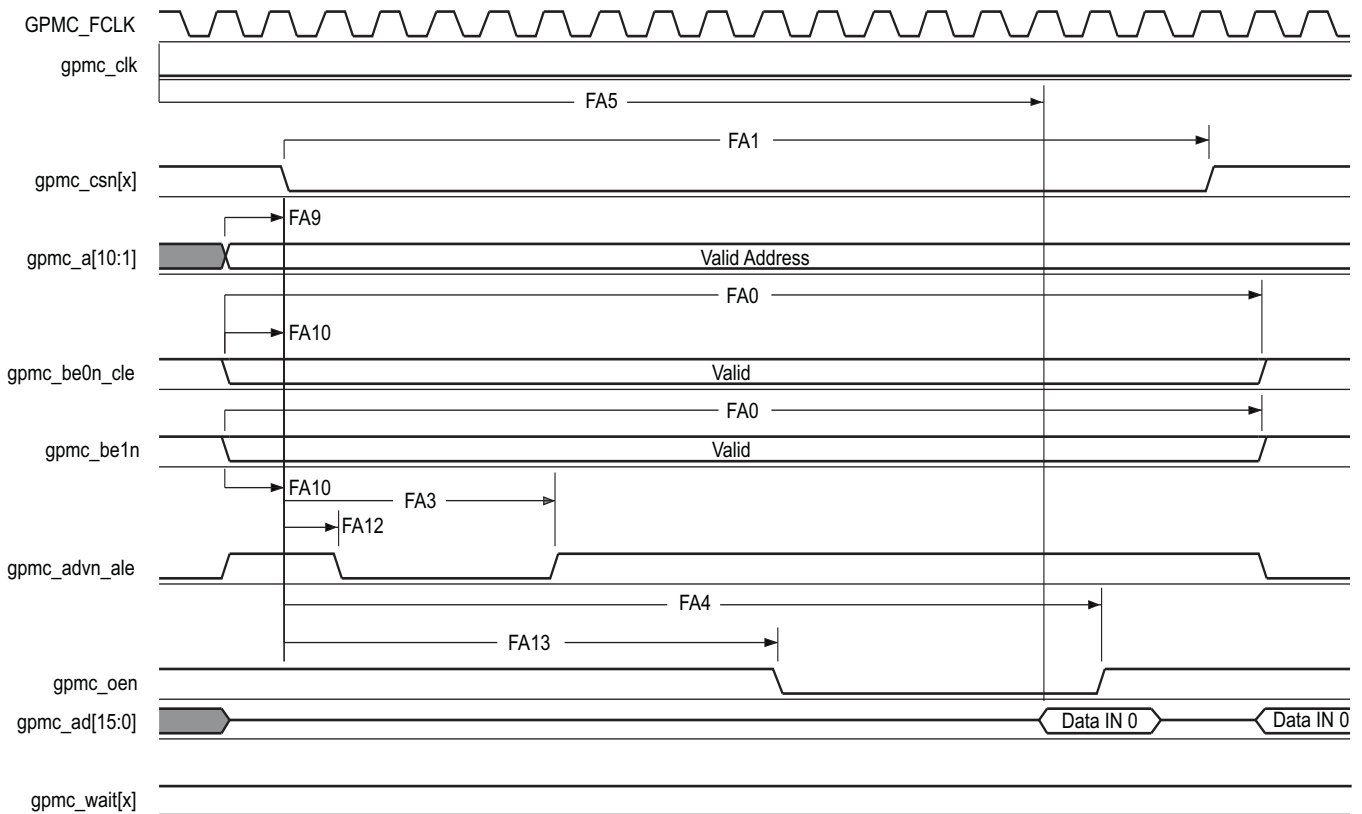 GPMC_FCLK
gpmc_clk
FA5
FA1
gpmc_csn[x]
FA9
gpmc_a[10:1]
Valid Address
FA0
FA10
gpmc_be0n_cle
Valid
FA0
gpmc_be1n
Valid
FA10
FA3
FA12
gpmc_advn_ale
FA4
FA13
gpmc_oen
gpmc_ad[15:0]
Data IN 0
Data IN 0
gpmc_wait[x]